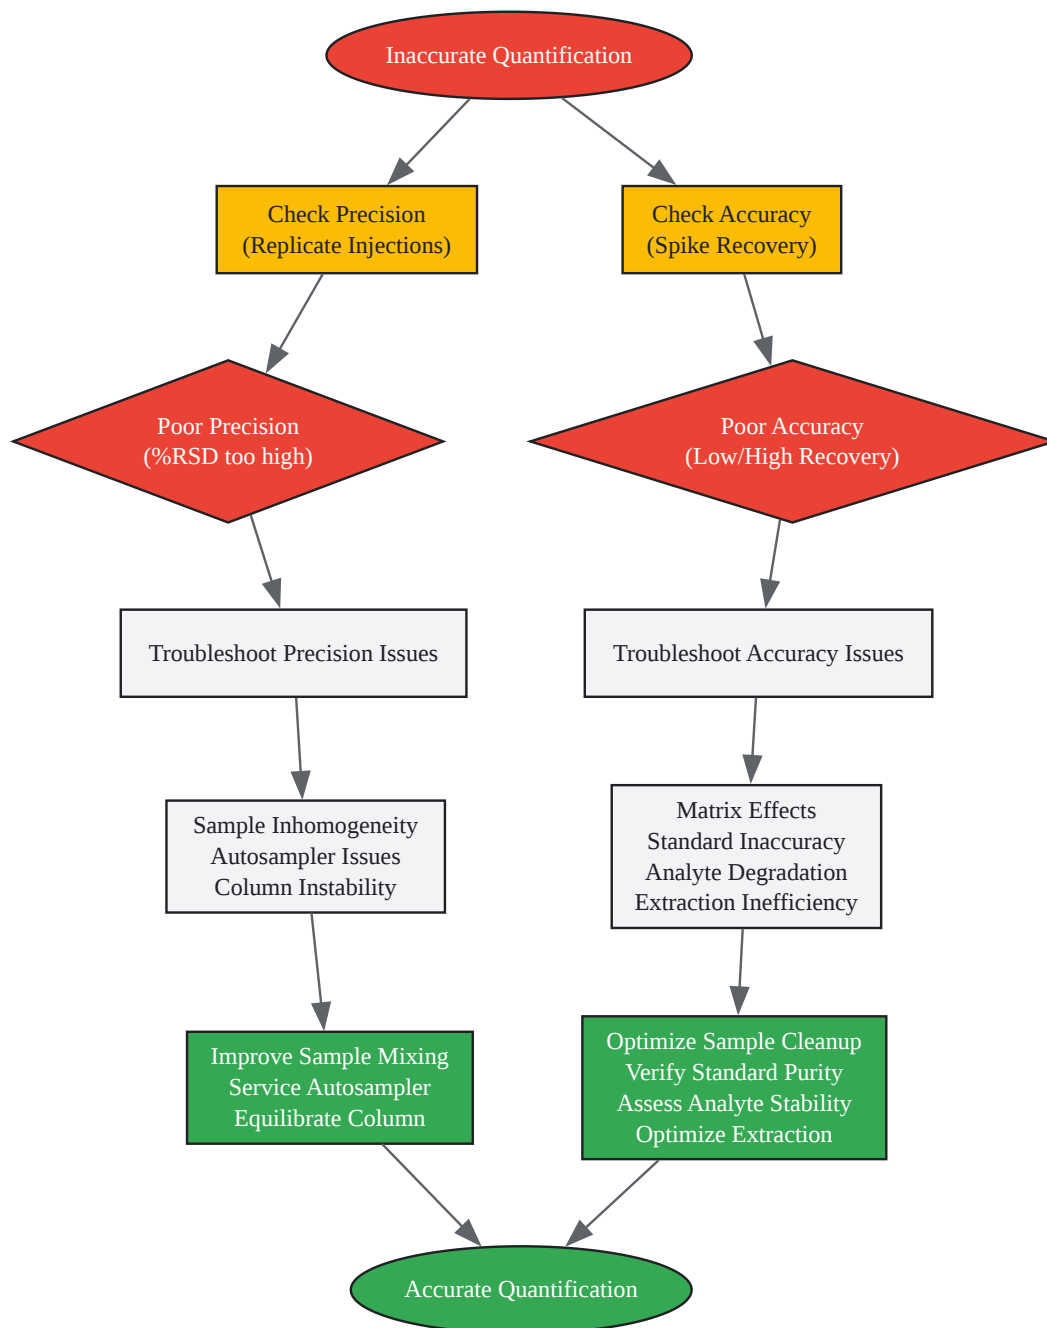 Inaccurate Quantification
Check Precision
(Replicate Injections)
Check Accuracy
(Spike Recovery)
Poor Precision
(%RSD too high)
Poor Accuracy
(Low/High Recovery)
Troubleshoot Precision Issues
Troubleshoot Accuracy Issues
Sample Inhomogeneity
Autosampler Issues
Column Instability
Matrix Effects
Standard Inaccuracy
Analyte Degradation
Extraction Inefficiency
Improve Sample Mixing
Service Autosampler
Equilibrate Column
Optimize Sample Cleanup
Verify Standard Purity
Assess Analyte Stability
Optimize Extraction
Accurate Quantification